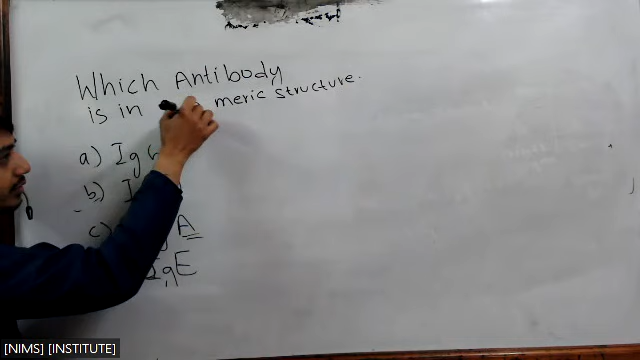 Which Antibody
is in meric structure.
a) Ig
b) I
c) A
IgE
[NIMS] [INSTITUTE]